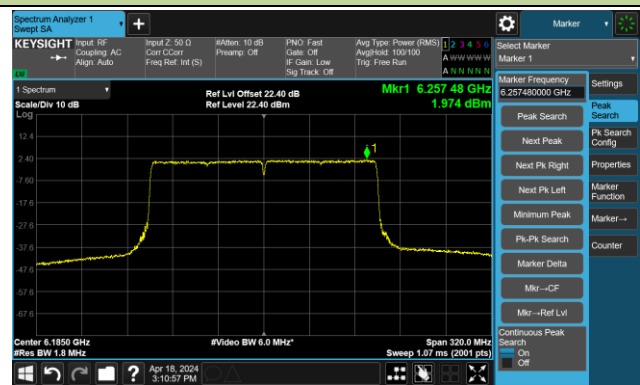 Spectrum Analyzer 1
Swept SA
Marker
KEYSIGHT
Input: RF
Coupling: AC
Align: Auto
Input Z: 50 Ω
Corr CCorr
Freq Ref: Int (S)
#Atten: 10 dB
Preamp: Off
PNO: Fast
Gate: Off
IF Gain: Low
Sig Track: Off
Avg Type: Power (RMS)
Avg|Hold: 100/100
Trig: Free Run
1 2 3 4 5 6
A W W W W W
A N N N N N
LW
1 Spectrum
Scale/Div 10 dB
Log
Ref Lvl Offset 22.40 dB
Ref Level 22.40 dBm
Mkr1 6.257 48 GHz
1.974 dBm
12.4
2.40
-7.60
-17.6
-27.6
-37.6
-47.6
-57.6
-67.6
1
Center 6.1850 GHz
#Res BW 1.8 MHz
#Video BW 6.0 MHz*
Span 320.0 MHz
Sweep 1.07 ms (2001 pts)
Apr 18, 2024
3:10:57 PM
Select Marker
Marker 1
Marker Frequency
6.257480000 GHz
Peak Search
Next Peak
Next Pk Right
Next Pk Left
Minimum Peak
Pk-Pk Search
Marker Delta
Mkr→CF
Mkr→Ref Lvl
Continuous Peak
Search
On
Off
Settings
Peak
Search
Pk Search
Config
Properties
Marker
Function
Marker→
Counter